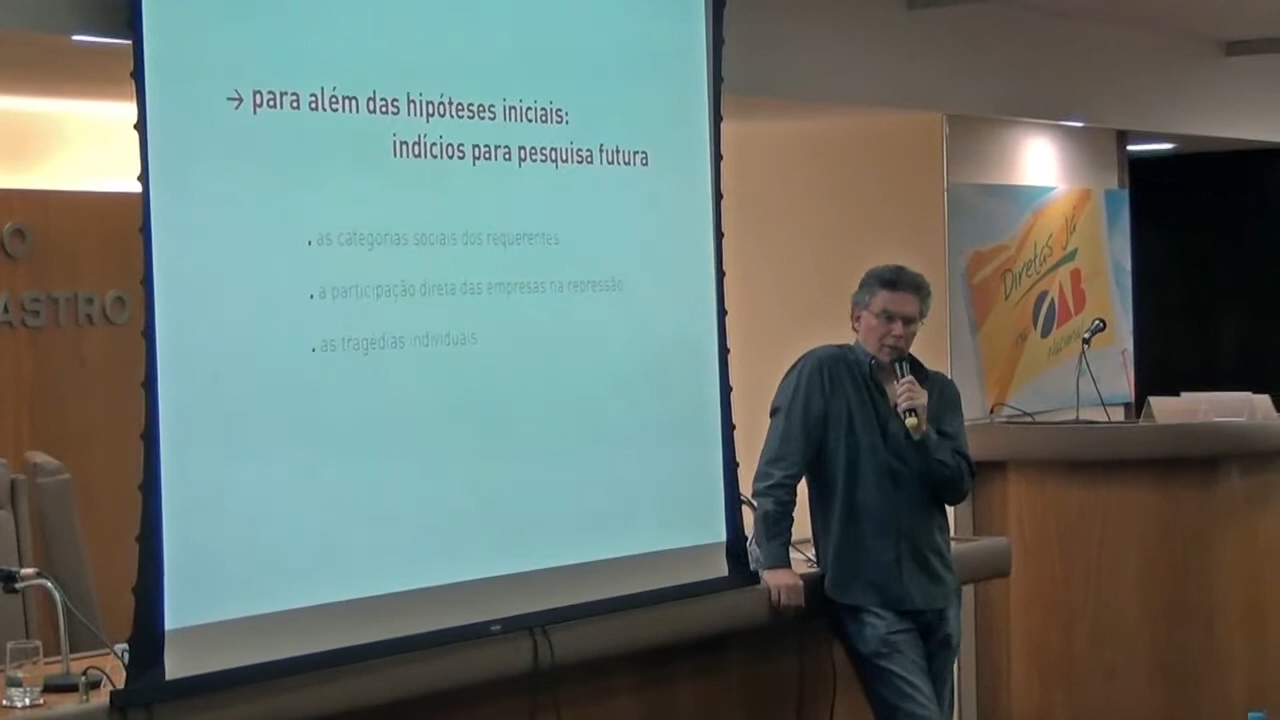 → para além das hipóteses iniciais:
indícios para pesquisa futura
. as categorias sociais dos requerentes
. a participação direta das empresas na repressão
. as tragédias individuais
O
ASTRO
Diretas Já
OAB